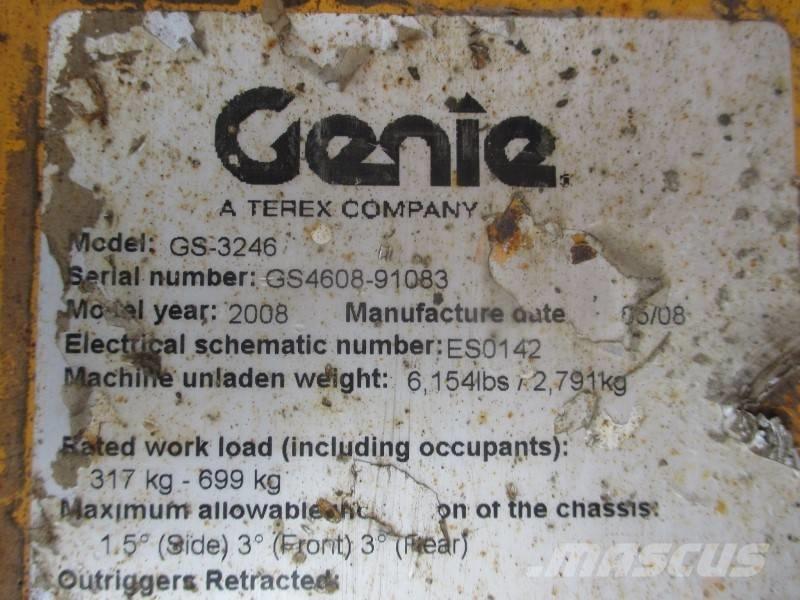 Genie
A TEREX COMPANY
Model: GS-3246
Serial number: GS4608-91083
Model year: 2008 Manufacture date 05/08
Electrical schematic number: ES0142
Machine unladen weight: 6,154lbs / 2,791kg
Rated work load (including occupants):
317 kg - 699 kg
Maximum allowable of the chassis:
1.5° (Side) 3° (Front) 3° (Rear)
Outriggers Retracted:
MASCUS